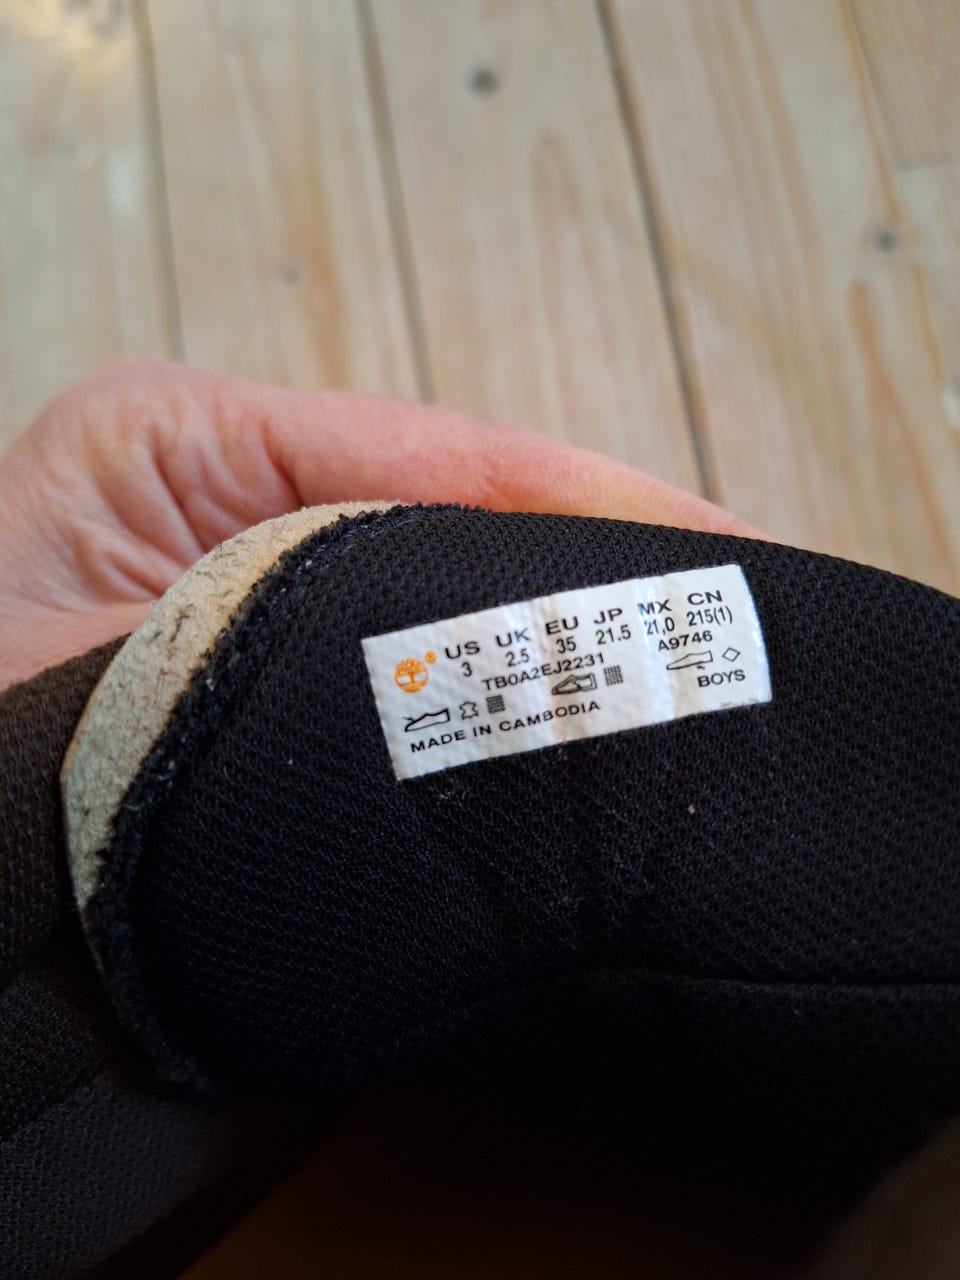 US UK EU JP MX CN
3 2.5 35 21.5 21,0 215(1)
TB0A2EJ2231 A9746
BOYS
MADE IN CAMBODIA